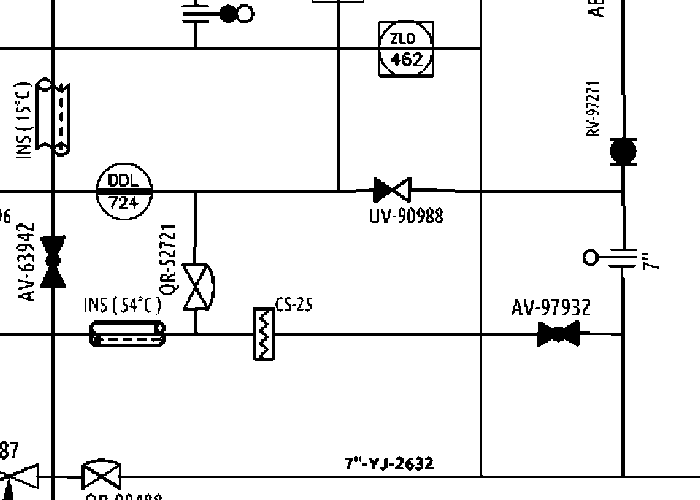 ZLD
462
RV-97271
INS ( 15°C )
DDL
724
UV-90988
AV-63942
QR-52721
7"
INS ( 54°C )
CS-25
AV-97932
7"-YJ-2632